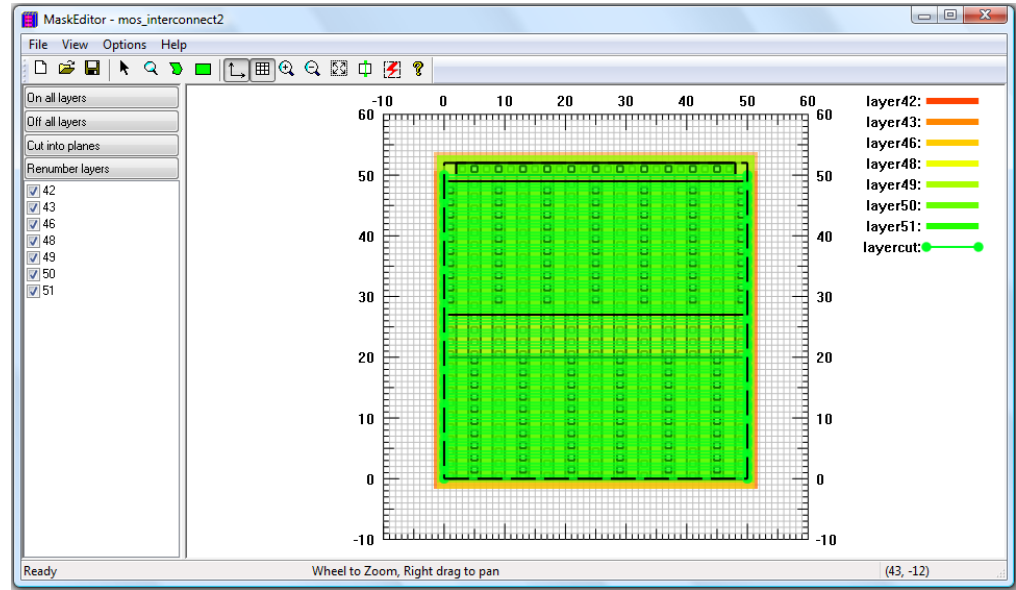 MaskEditor - mos_interconnect2
File View Options Help
On all layers
Off all layers
Cut into planes
Renumber layers
42
43
46
48
49
50
51
-10 0 10 20 30 40 50 60
60 60
50 50
40 40
30 30
20 20
10 10
0 0
-10 -10
layer42:
layer43:
layer46:
layer48:
layer49:
layer50:
layer51:
layercut:
Ready Wheel to Zoom, Right drag to pan (43, -12)